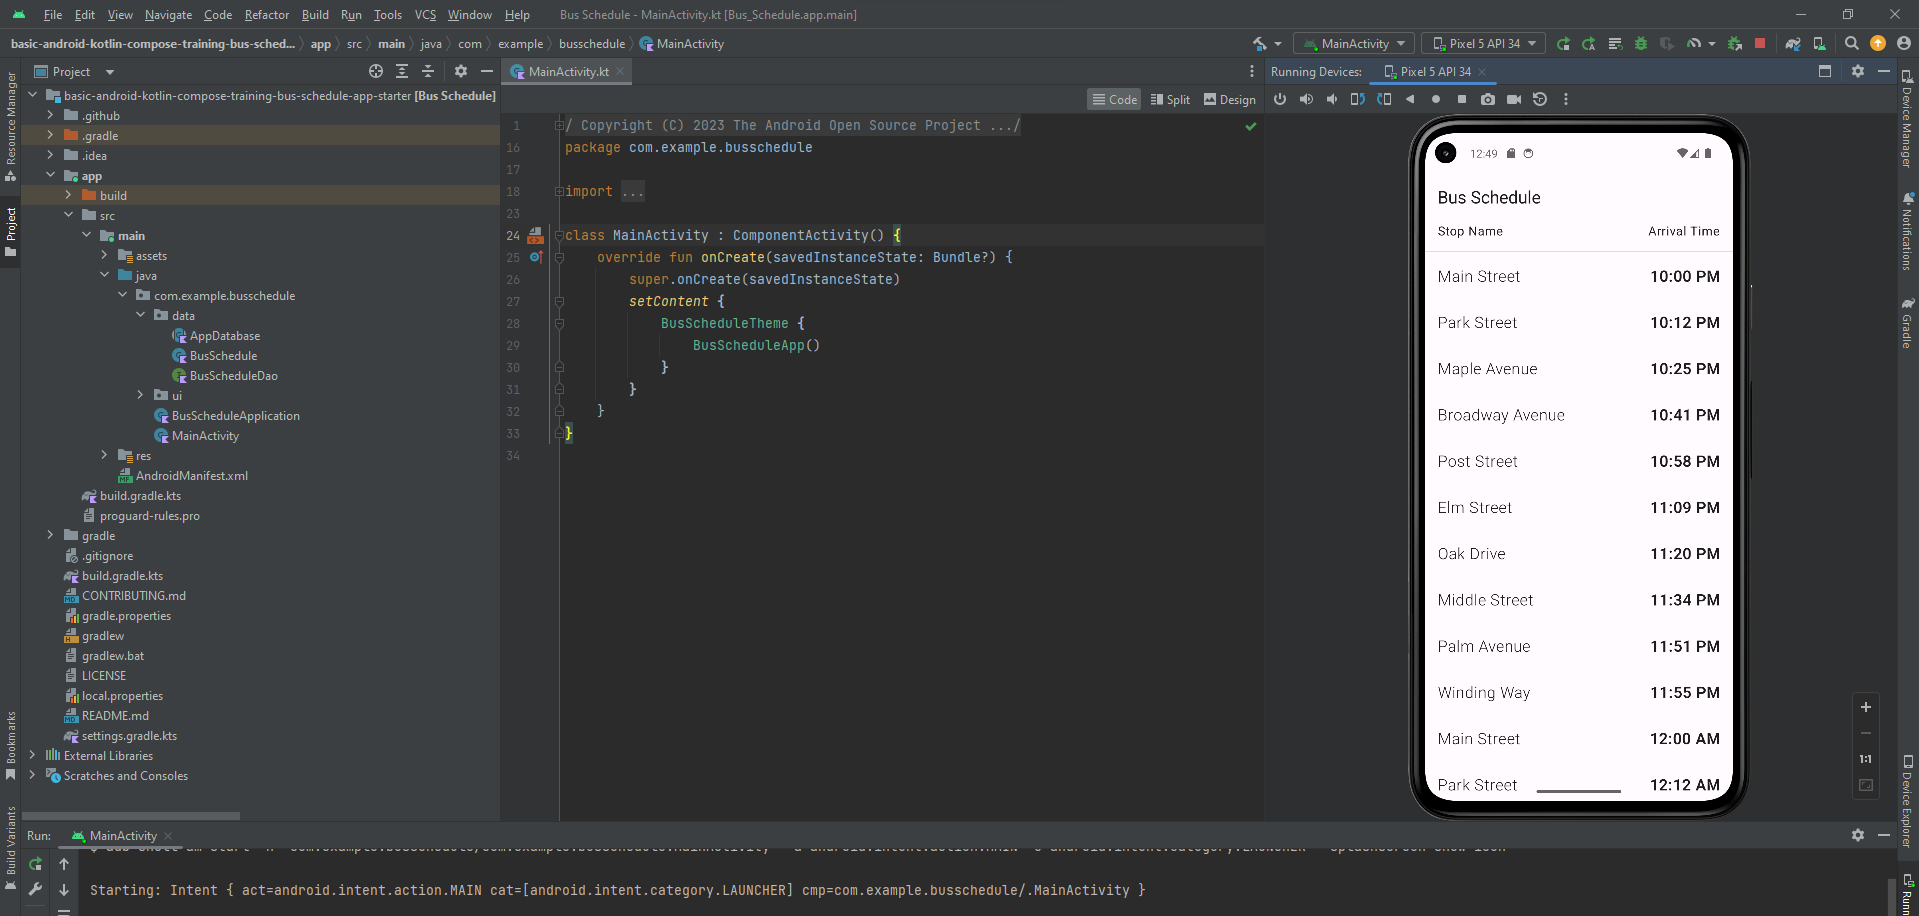 File Edit View Navigate Code Refactor Build Run Tools VCS Window Help Bus Schedule - MainActivity.kt [Bus_Schedule.app.main]
basic-android-kotlin-compose-training-bus-sched... app src main java com example busschedule MainActivity
MainActivity Pixel 5 API 34
Resource Manager
Project
Bookmarks
Build Variants
Project
basic-android-kotlin-compose-training-bus-schedule-app-starter [Bus Schedule]
.github
.gradle
.idea
app
build
src
main
assets
java
com.example.busschedule
data
AppDatabase
BusSchedule
BusScheduleDao
ui
BusScheduleApplication
MainActivity
res
AndroidManifest.xml
build.gradle.kts
proguard-rules.pro
gradle
.gitignore
build.gradle.kts
CONTRIBUTING.md
gradle.properties
gradlew
gradlew.bat
LICENSE
local.properties
README.md
settings.gradle.kts
External Libraries
Scratches and Consoles
MainActivity.kt
Code Split Design
1 / Copyright (C) 2023 The Android Open Source Project .../
16 package com.example.busschedule
17
18 import ...
23
24 class MainActivity : ComponentActivity() {
25 override fun onCreate(savedInstanceState: Bundle?) {
26 super.onCreate(savedInstanceState)
27 setContent {
28 BusScheduleTheme {
29 BusScheduleApp()
30 }
31 }
32 }
33 }
34
Running Devices: Pixel 5 API 34
12:49
Bus Schedule
Stop Name Arrival Time
Main Street 10:00 PM
Park Street 10:12 PM
Maple Avenue 10:25 PM
Broadway Avenue 10:41 PM
Post Street 10:58 PM
Elm Street 11:09 PM
Oak Drive 11:20 PM
Middle Street 11:34 PM
Palm Avenue 11:51 PM
Winding Way 11:55 PM
Main Street 12:00 AM
Park Street 12:12 AM
1:1
Device Manager
Notifications
Gradle
Device Explorer
Run: MainActivity
Starting: Intent { act=android.intent.action.MAIN cat=[android.intent.category.LAUNCHER] cmp=com.example.busschedule/.MainActivity }